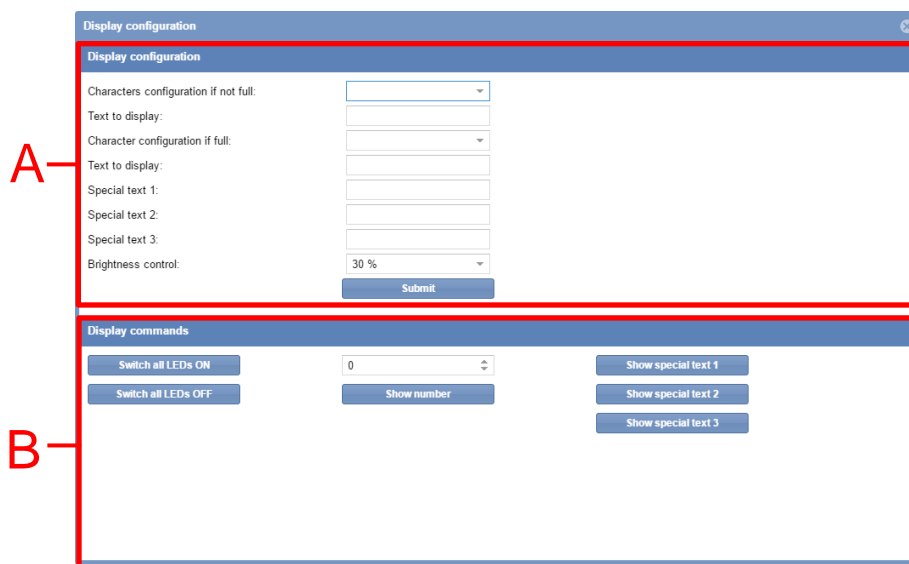 Display configuration
Display configuration
Characters configuration if not full:
Text to display:
Character configuration if full:
A
Text to display:
Special text 1:
Special text 2:
Special text 3:
Brightness control: 30 %
Submit
Display commands
Switch all LEDs ON 0 Show special text 1
Switch all LEDs OFF Show number Show special text 2
Show special text 3
B